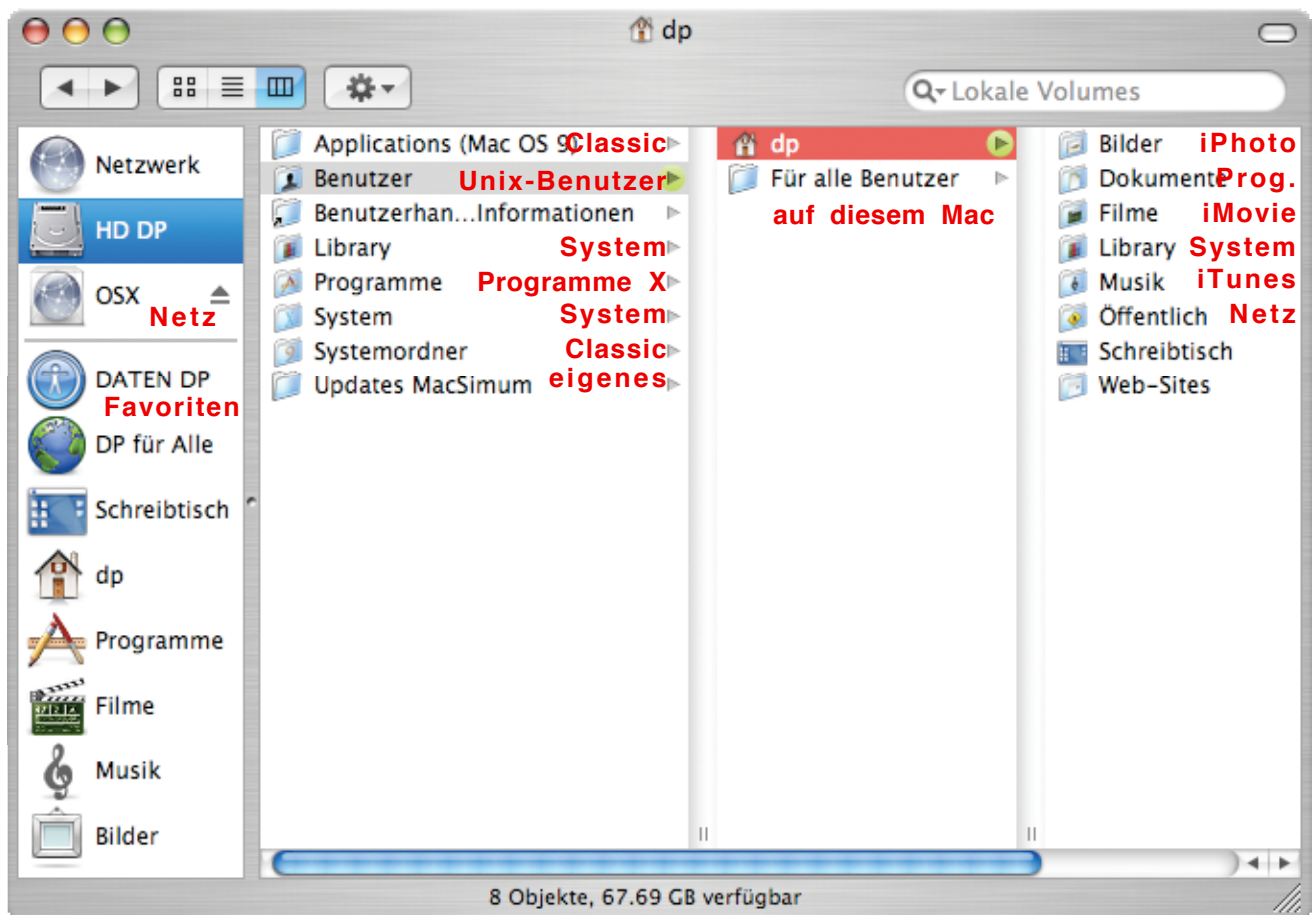 dp
Lokale Volumes
Netzwerk
HD DP
OSX
Netz
DATEN DP
Favoriten
DP für Alle
Schreibtisch
dp
Programme
Filme
Musik
Bilder
Applications (Mac OS 9) Classic
Benutzer Unix-Benutzer
Benutzerhan...Informationen
Library System
Programme Programme X
System System
Systemordner Classic
Updates MacSimum eigenes
dp
Für alle Benutzer
auf diesem Mac
Bilder iPhoto
Dokumente Prog.
Filme iMovie
Library System
Musik iTunes
Öffentlich Netz
Schreibtisch
Web-Sites
8 Objekte, 67.69 GB verfügbar